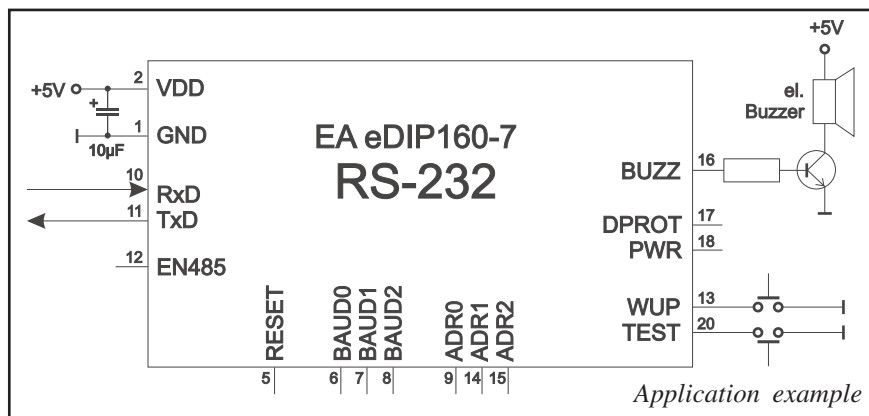 +5V
2
VDD
1
GND
+
10µF
10
RxD
11
TxD
12
EN485
EA eDIP160-7
RS-232
+5V
el.
Buzzer
16
BUZZ
17
DPROT
18
PWR
13
WUP
20
TEST
RESET
BAUD0
BAUD1
BAUD2
ADR0
ADR1
ADR2
5
6
7
8
9
14
15
Application example